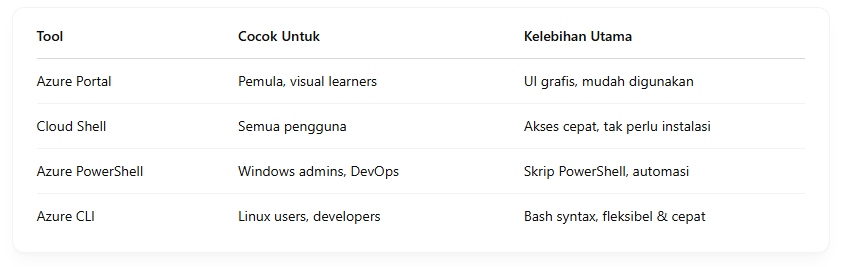 Tool Cocok Untuk Kelebihan Utama
Azure Portal Pemula, visual learners UI grafis, mudah digunakan
Cloud Shell Semua pengguna Akses cepat, tak perlu instalasi
Azure PowerShell Windows admins, DevOps Skrip PowerShell, automasi
Azure CLI Linux users, developers Bash syntax, fleksibel & cepat